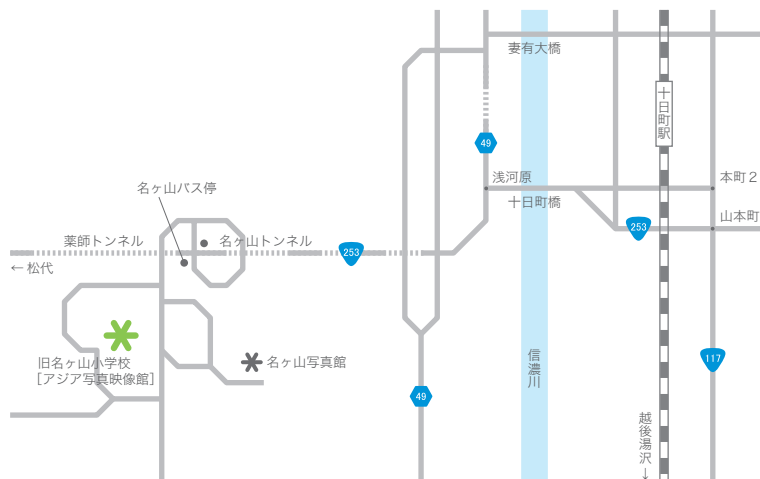 妻有大橋
十日町駅
49
名ヶ山バス停
浅河原
十日町橋
本町2
山本町
253
薬師トンネル
名ヶ山トンネル
253
← 松代
旧名ヶ山小学校
[アジア写真映像館]
名ヶ山写真館
信濃川
117
49
越後湯沢→